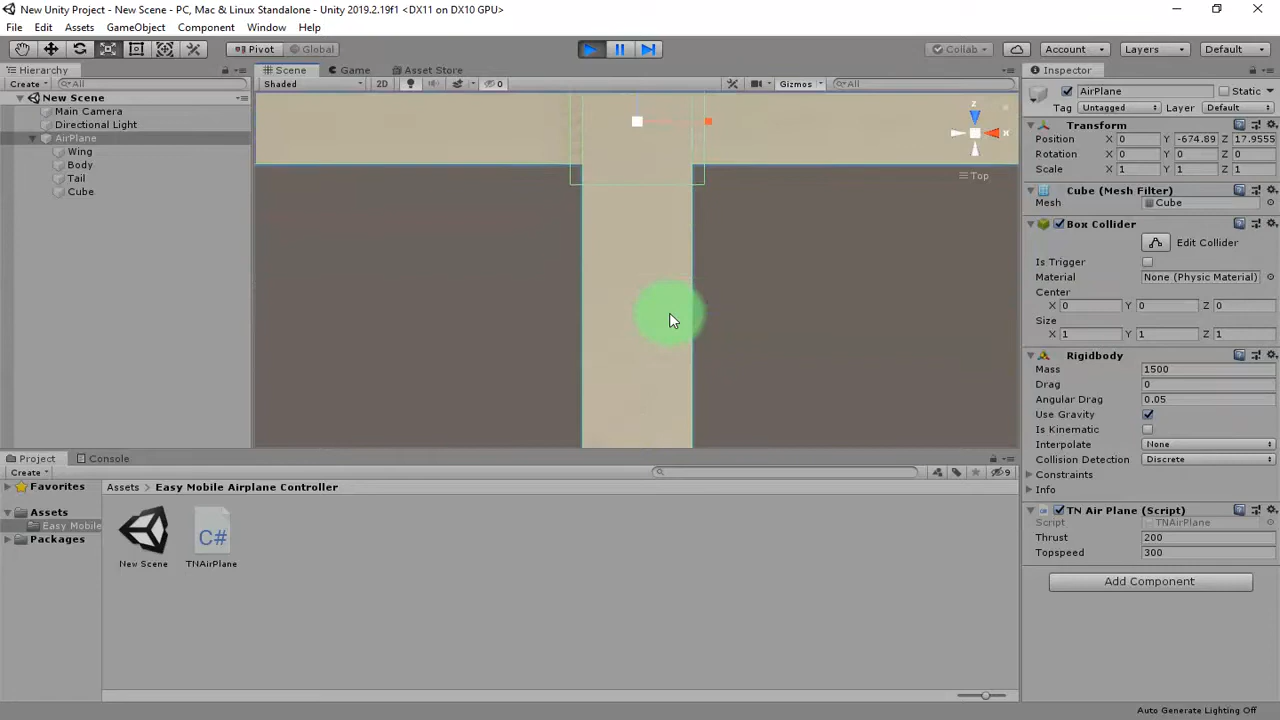 New Unity Project - New Scene - PC, Mac & Linux Standalone - Unity 2019.2.19f1 <DX11 on DX10 GPU>
File Edit Assets GameObject Component Window Help
Pivot Global Collab Account Layers Default
Hierarchy Scene Game Asset Store Inspector
Create All Shaded 2D 0 Gizmos All
New Scene
Main Camera
Directional Light
AirPlane
Wing
Body
Tail
Cube
z
x
Top
AirPlane Static
Tag Untagged Layer Default
Transform
Position X 0 Y -674.89 Z 17.9555
Rotation X 0 Y 0 Z 0
Scale X 1 Y 1 Z 1
Cube (Mesh Filter)
Mesh Cube
Box Collider
Edit Collider
Is Trigger
Material None (Physic Material)
Center
X 0 Y 0 Z 0
Size
X 1 Y 1 Z 1
Rigidbody
Mass 1500
Drag 0
Angular Drag 0.05
Use Gravity
Is Kinematic
Interpolate None
Collision Detection Discrete
Constraints
Info
TN Air Plane (Script)
Script TNAirPlane
Thrust 200
Topspeed 300
Add Component
Project Console
Create 9
Favorites
Assets
Easy Mobile
Packages
Assets > Easy Mobile Airplane Controller
C#
New Scene TNAirPlane
Auto Generate Lighting Off